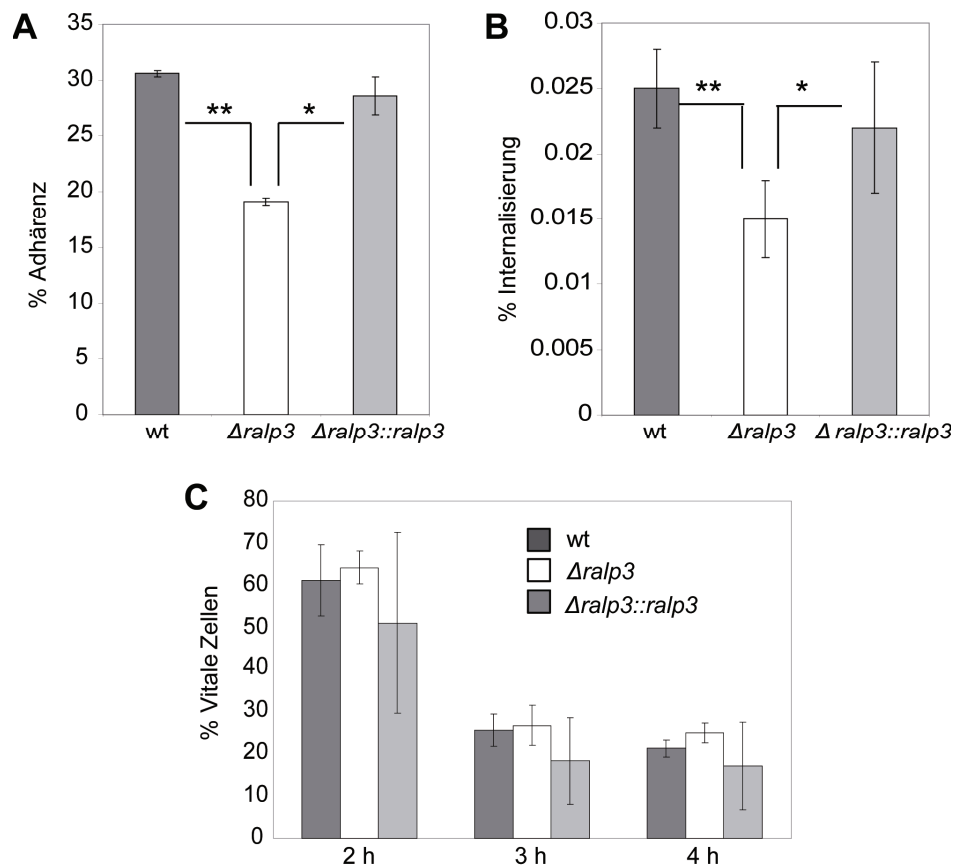 A
35
30
25
20
15
10
5
0
% Adhärenz
**
*
wt
Δralp3
Δralp3::ralp3
B
0.03
0.025
0.02
0.015
0.01
0.005
0
% Internalisierung
**
*
wt
Δralp3
Δ ralp3::ralp3
C
80
70
60
50
40
30
20
10
0
% Vitale Zellen
wt
Δralp3
Δralp3::ralp3
2 h
3 h
4 h